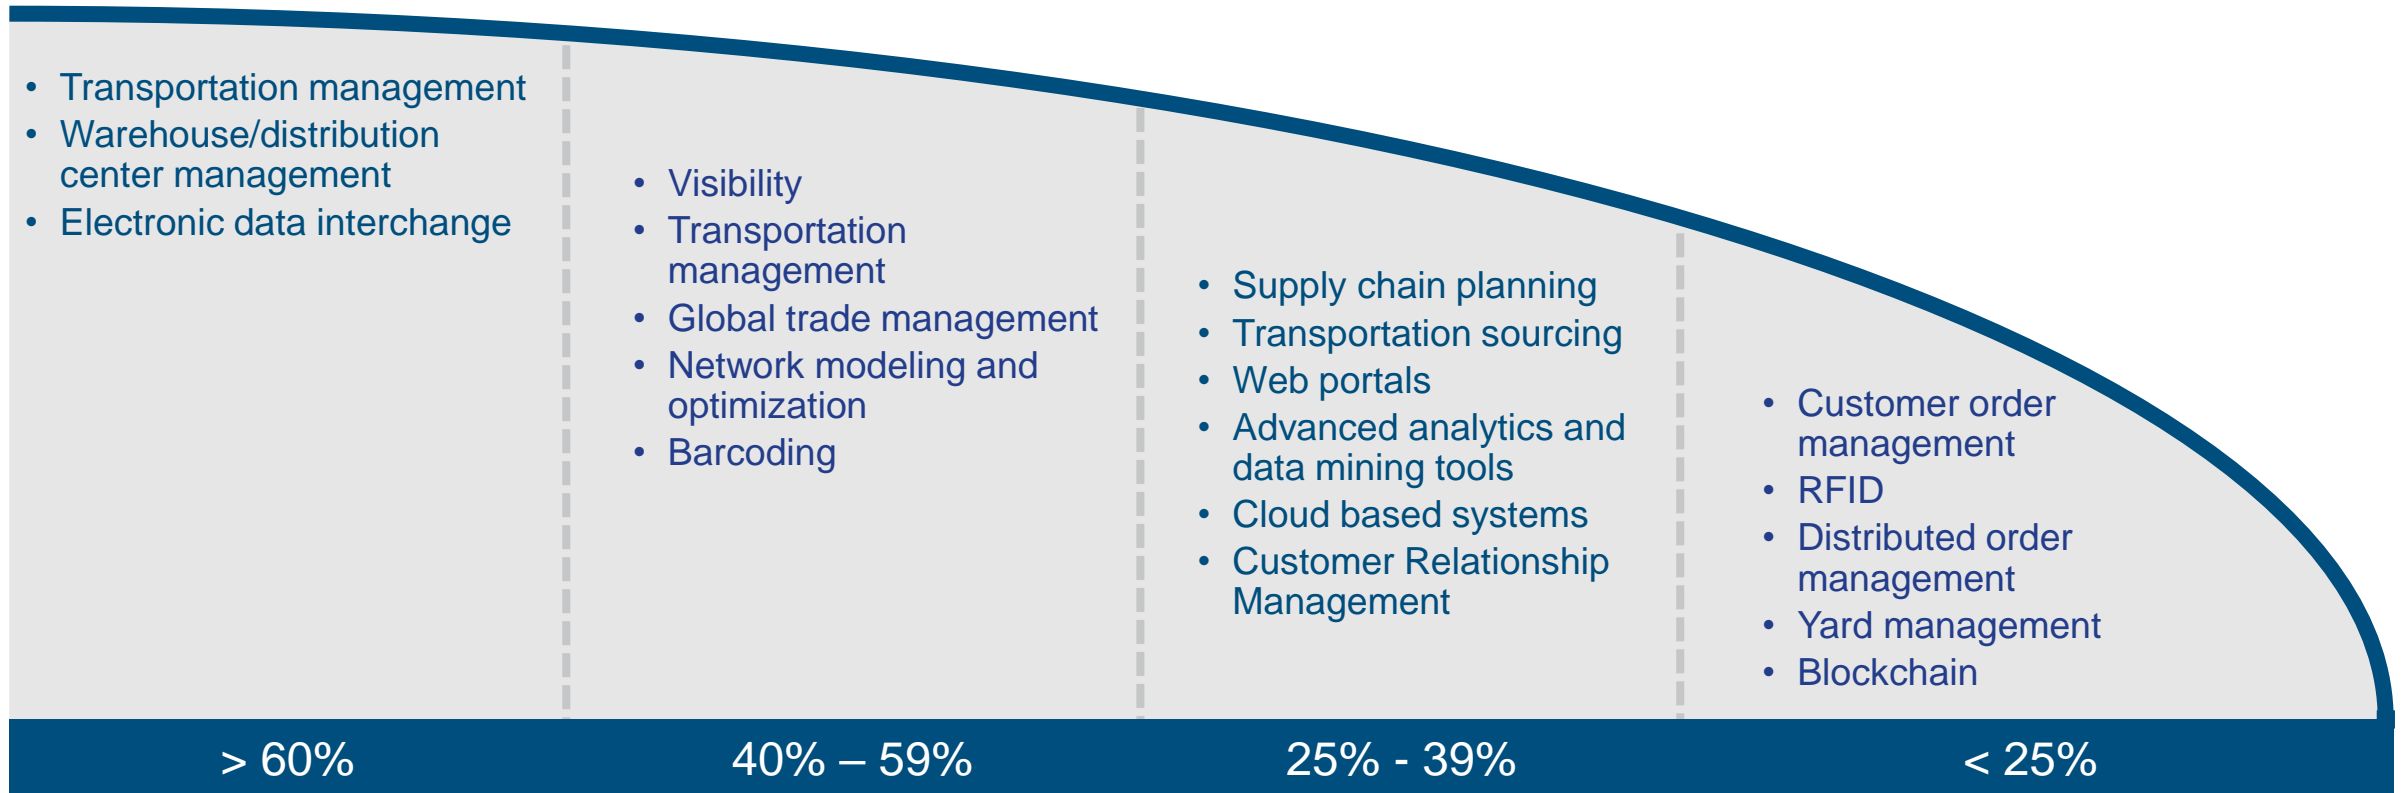 • Transportation management
• Warehouse/distribution
center management
• Electronic data interchange
• Visibility
• Transportation
management
• Global trade management
• Network modeling and
optimization
• Barcoding
• Supply chain planning
• Transportation sourcing
• Web portals
• Advanced analytics and
data mining tools
• Cloud based systems
• Customer Relationship
Management
• Customer order
management
• RFID
• Distributed order
management
• Yard management
• Blockchain
> 60%
40% – 59%
25% - 39%
< 25%